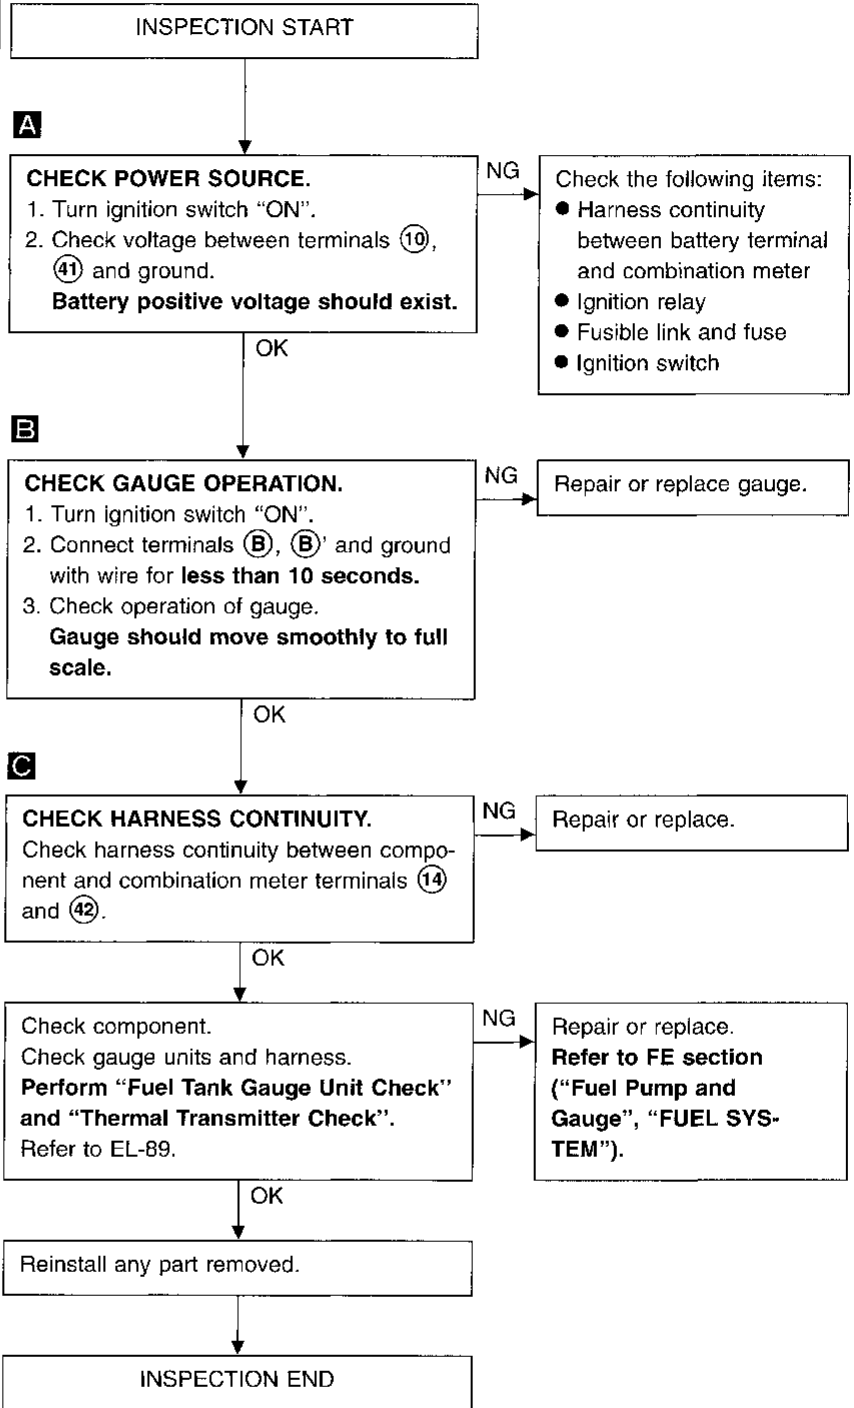 INSPECTION START
A
CHECK POWER SOURCE.
1. Turn ignition switch “ON”.
2. Check voltage between terminals ⑩,
㊶ and ground.
Battery positive voltage should exist.
NG
Check the following items:
● Harness continuity
between battery terminal
and combination meter
● Ignition relay
● Fusible link and fuse
● Ignition switch
OK
B
CHECK GAUGE OPERATION.
1. Turn ignition switch “ON”.
2. Connect terminals Ⓑ, Ⓑ' and ground
with wire for less than 10 seconds.
3. Check operation of gauge.
Gauge should move smoothly to full
scale.
NG
Repair or replace gauge.
OK
C
CHECK HARNESS CONTINUITY.
Check harness continuity between compo-
nent and combination meter terminals ⑭
and ㊷.
NG
Repair or replace.
OK
Check component.
Check gauge units and harness.
Perform “Fuel Tank Gauge Unit Check”
and “Thermal Transmitter Check”.
Refer to EL-89.
NG
Repair or replace.
Refer to FE section
(“Fuel Pump and
Gauge”, “FUEL SYS-
TEM”).
OK
Reinstall any part removed.
INSPECTION END